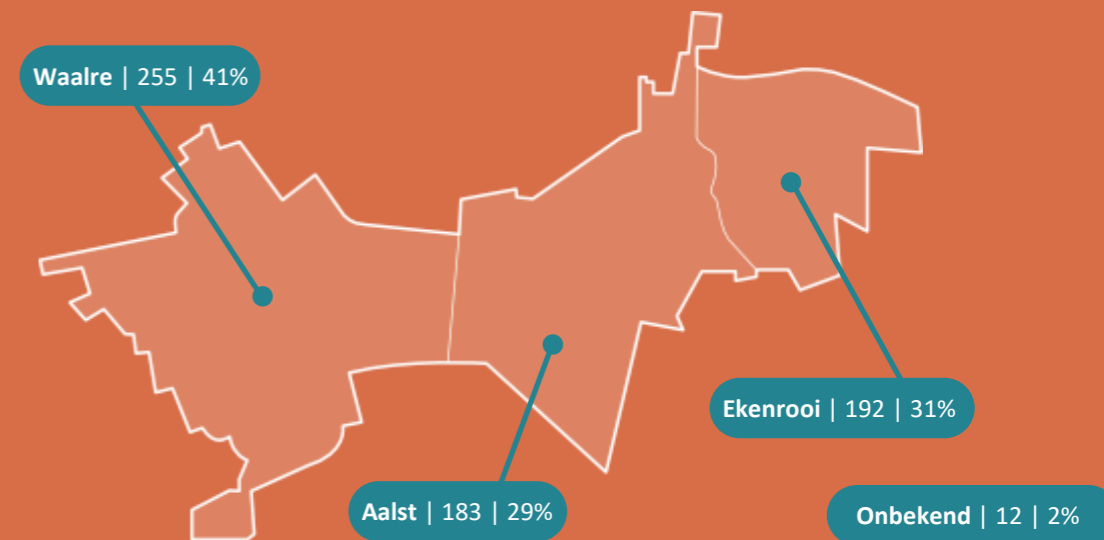 Waalre | 255 | 41%
Ekenrooi | 192 | 31%
Aalst | 183 | 29%
Onbekend | 12 | 2%